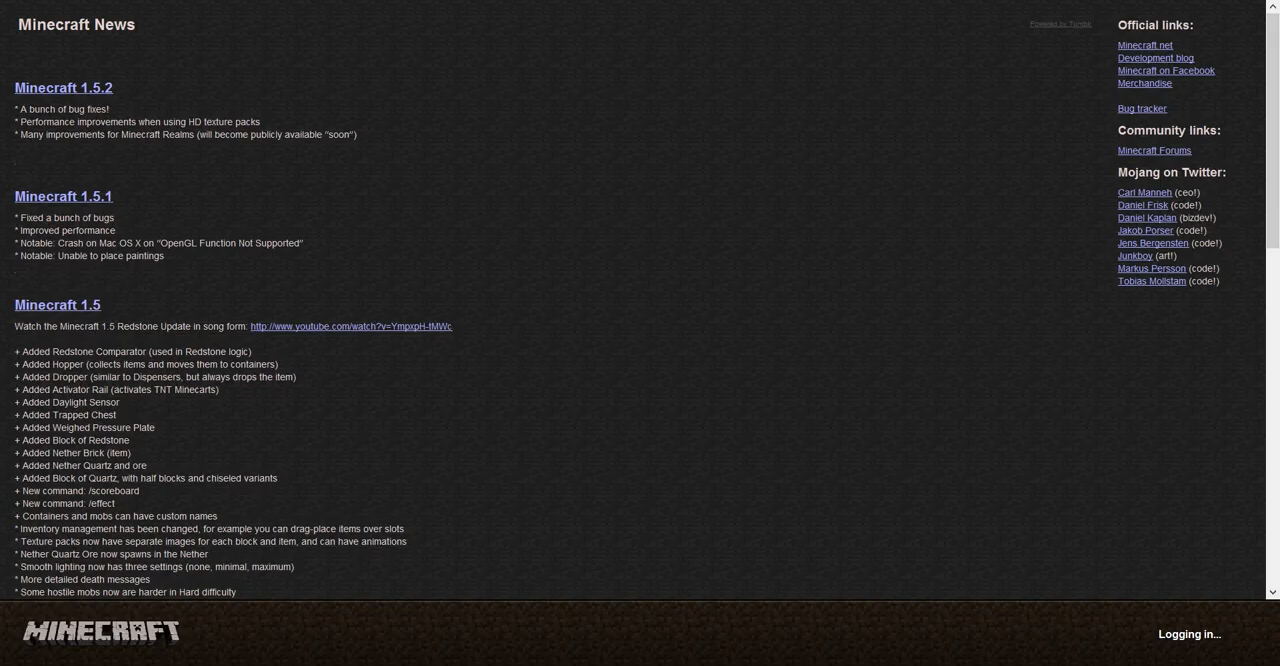 Minecraft News
Powered by Tumblr
Minecraft 1.5.2
* A bunch of bug fixes!
* Performance improvements when using HD texture packs
* Many improvements for Minecraft Realms (will become publicly available "soon")
Minecraft 1.5.1
* Fixed a bunch of bugs
* Improved performance
* Notable: Crash on Mac OS X on "OpenGL Function Not Supported"
* Notable: Unable to place paintings
Minecraft 1.5
Watch the Minecraft 1.5 Redstone Update in song form: http://www.youtube.com/watch?v=YmpxpH-tMWc
+ Added Redstone Comparator (used in Redstone logic)
+ Added Hopper (collects items and moves them to containers)
+ Added Dropper (similar to Dispensers, but always drops the item)
+ Added Activator Rail (activates TNT Minecarts)
+ Added Daylight Sensor
+ Added Trapped Chest
+ Added Weighed Pressure Plate
+ Added Block of Redstone
+ Added Nether Brick (item)
+ Added Nether Quartz and ore
+ Added Block of Quartz, with half blocks and chiseled variants
+ New command: /scoreboard
+ New command: /effect
+ Containers and mobs can have custom names
* Inventory management has been changed, for example you can drag-place items over slots
* Texture packs now have separate images for each block and item, and can have animations
* Nether Quartz Ore now spawns in the Nether
* Smooth lighting now has three settings (none, minimal, maximum)
* More detailed death messages
* Some hostile mobs now are harder in Hard difficulty
Official links:
Minecraft.net
Development blog
Minecraft on Facebook
Merchandise
Bug tracker
Community links:
Minecraft Forums
Mojang on Twitter:
Carl Manneh (ceo!)
Daniel Frisk (code!)
Daniel Kaplan (bizdev!)
Jakob Porser (code!)
Jens Bergensten (code!)
Junkboy (art!)
Markus Persson (code!)
Tobias Mollstam (code!)
MINECRAFT
Logging in...